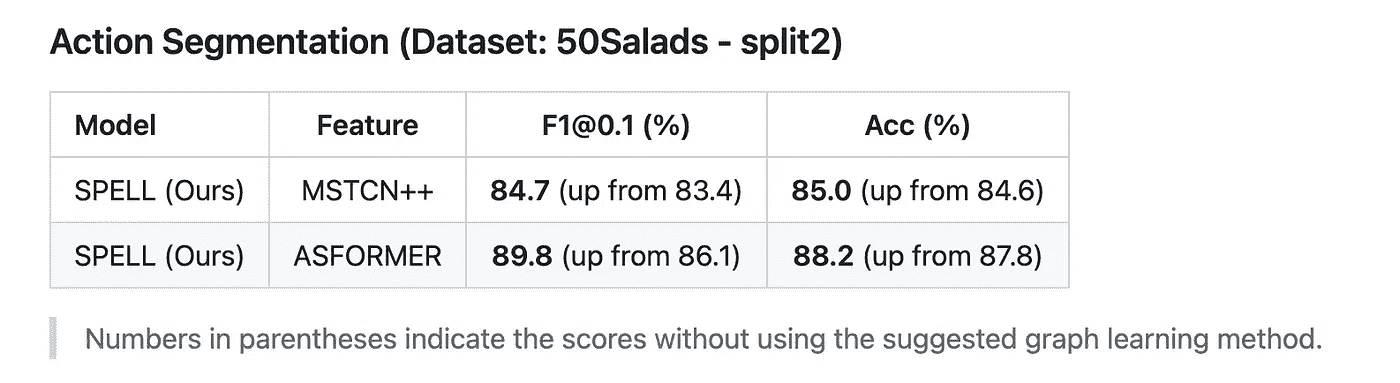 Action Segmentation (Dataset: 50Salads - split2)
Model Feature F1@0.1 (%) Acc (%)
SPELL (Ours) MSTCN++ 84.7 (up from 83.4) 85.0 (up from 84.6)
SPELL (Ours) ASFORMER 89.8 (up from 86.1) 88.2 (up from 87.8)
Numbers in parentheses indicate the scores without using the suggested graph learning method.